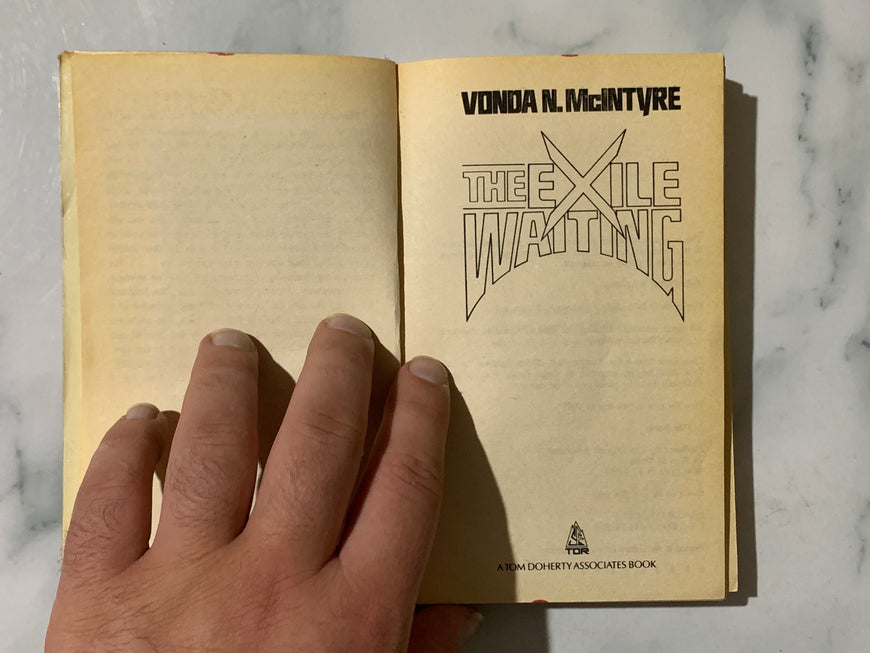 VONDA N. McINTYRE
THE EXILE
WAITING
TOR
A TOM DOHERTY ASSOCIATES BOOK